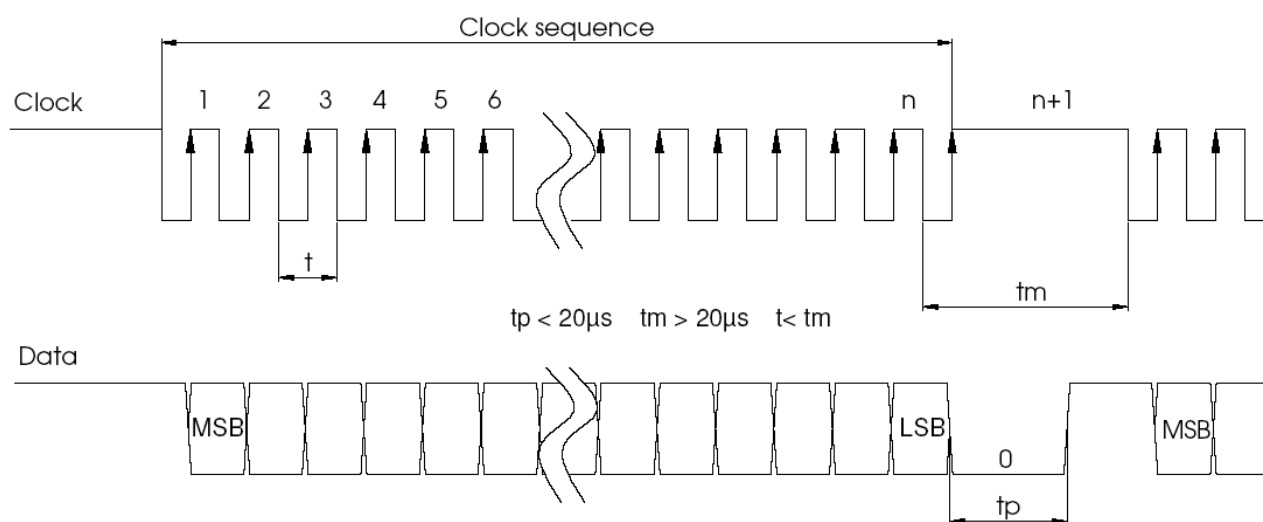 Clock sequence
Clock 1 2 3 4 5 6 n n+1
t
tm
tp < 20µs tm > 20µs t< tm
Data
MSB LSB MSB
0
tp